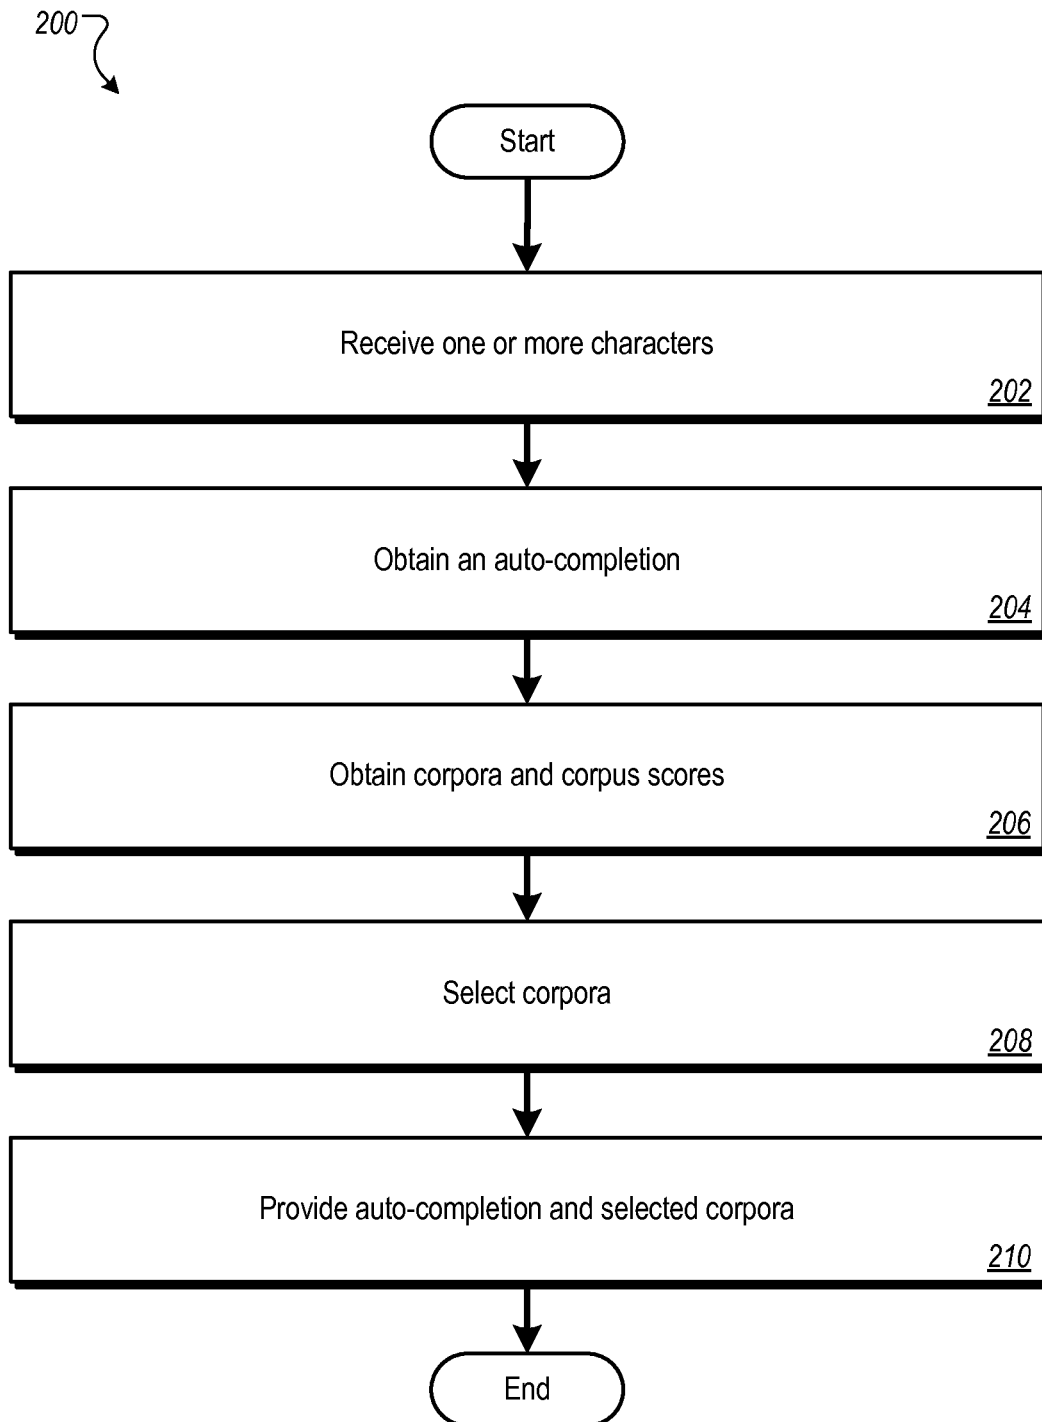 200
Start
Receive one or more characters
202
Obtain an auto-completion
204
Obtain corpora and corpus scores
206
Select corpora
208
Provide auto-completion and selected corpora
210
End